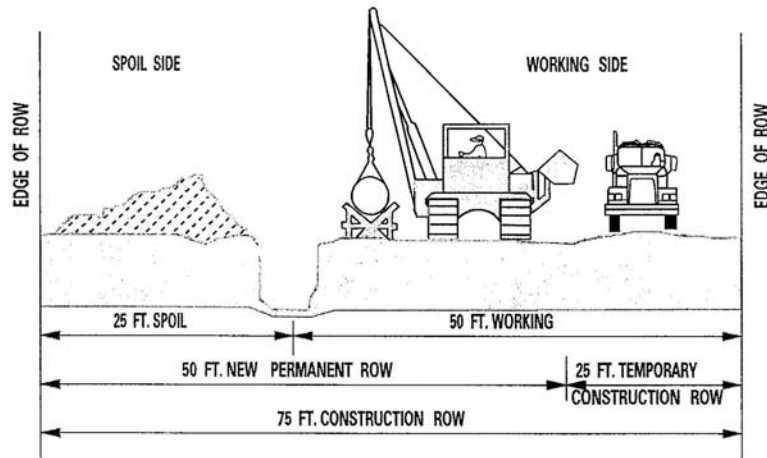 SPOIL SIDE
WORKING SIDE
EDGE OF ROW
EDGE OF ROW
25 FT. SPOIL
50 FT. WORKING
50 FT. NEW PERMANENT ROW
25 FT. TEMPORARY
CONSTRUCTION ROW
75 FT. CONSTRUCTION ROW